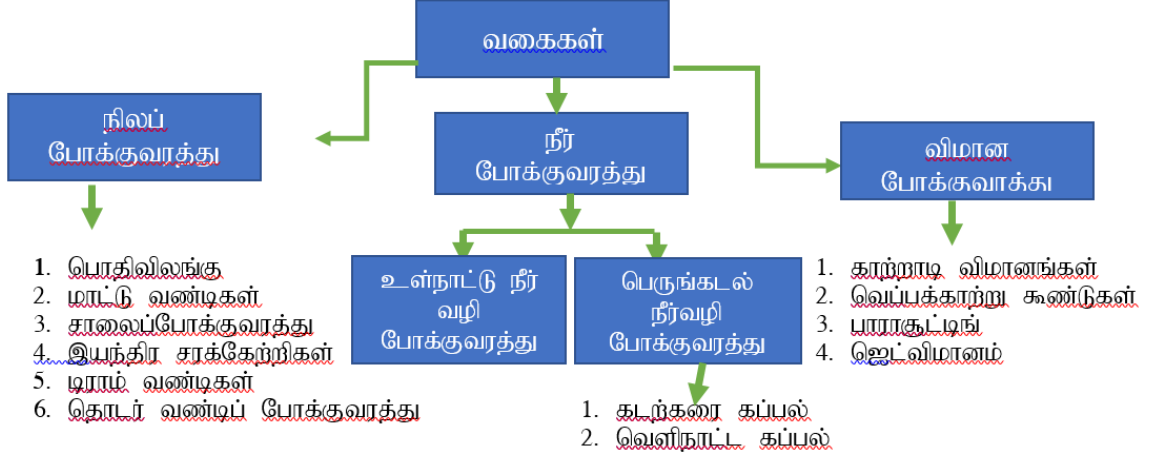 வகைகள்
நிலப்
போக்குவரத்து
நீர்
போக்குவரத்து
விமான
போக்குவரத்து
உள்நாட்டு நீர்
வழி
போக்குவரத்து
பெருங்கடல்
நீர்வழி
போக்குவரத்து
1. பொதிவிலங்கு
2. மாட்டு வண்டிகள்
3. சாலைப்போக்குவரத்து
4. இயந்திர சரக்கேற்றிகள்
5. டிராம் வண்டிகள்
6. தொடர் வண்டிப் போக்குவரத்து
1. கடற்கரை கப்பல்
2. வெளிநாட்ட கப்பல்
1. காற்றாடி விமானங்கள்
2. வெப்பக்காற்று கூண்டுகள்
3. பாராசூட்டிங்
4. ஜெட்விமானம்